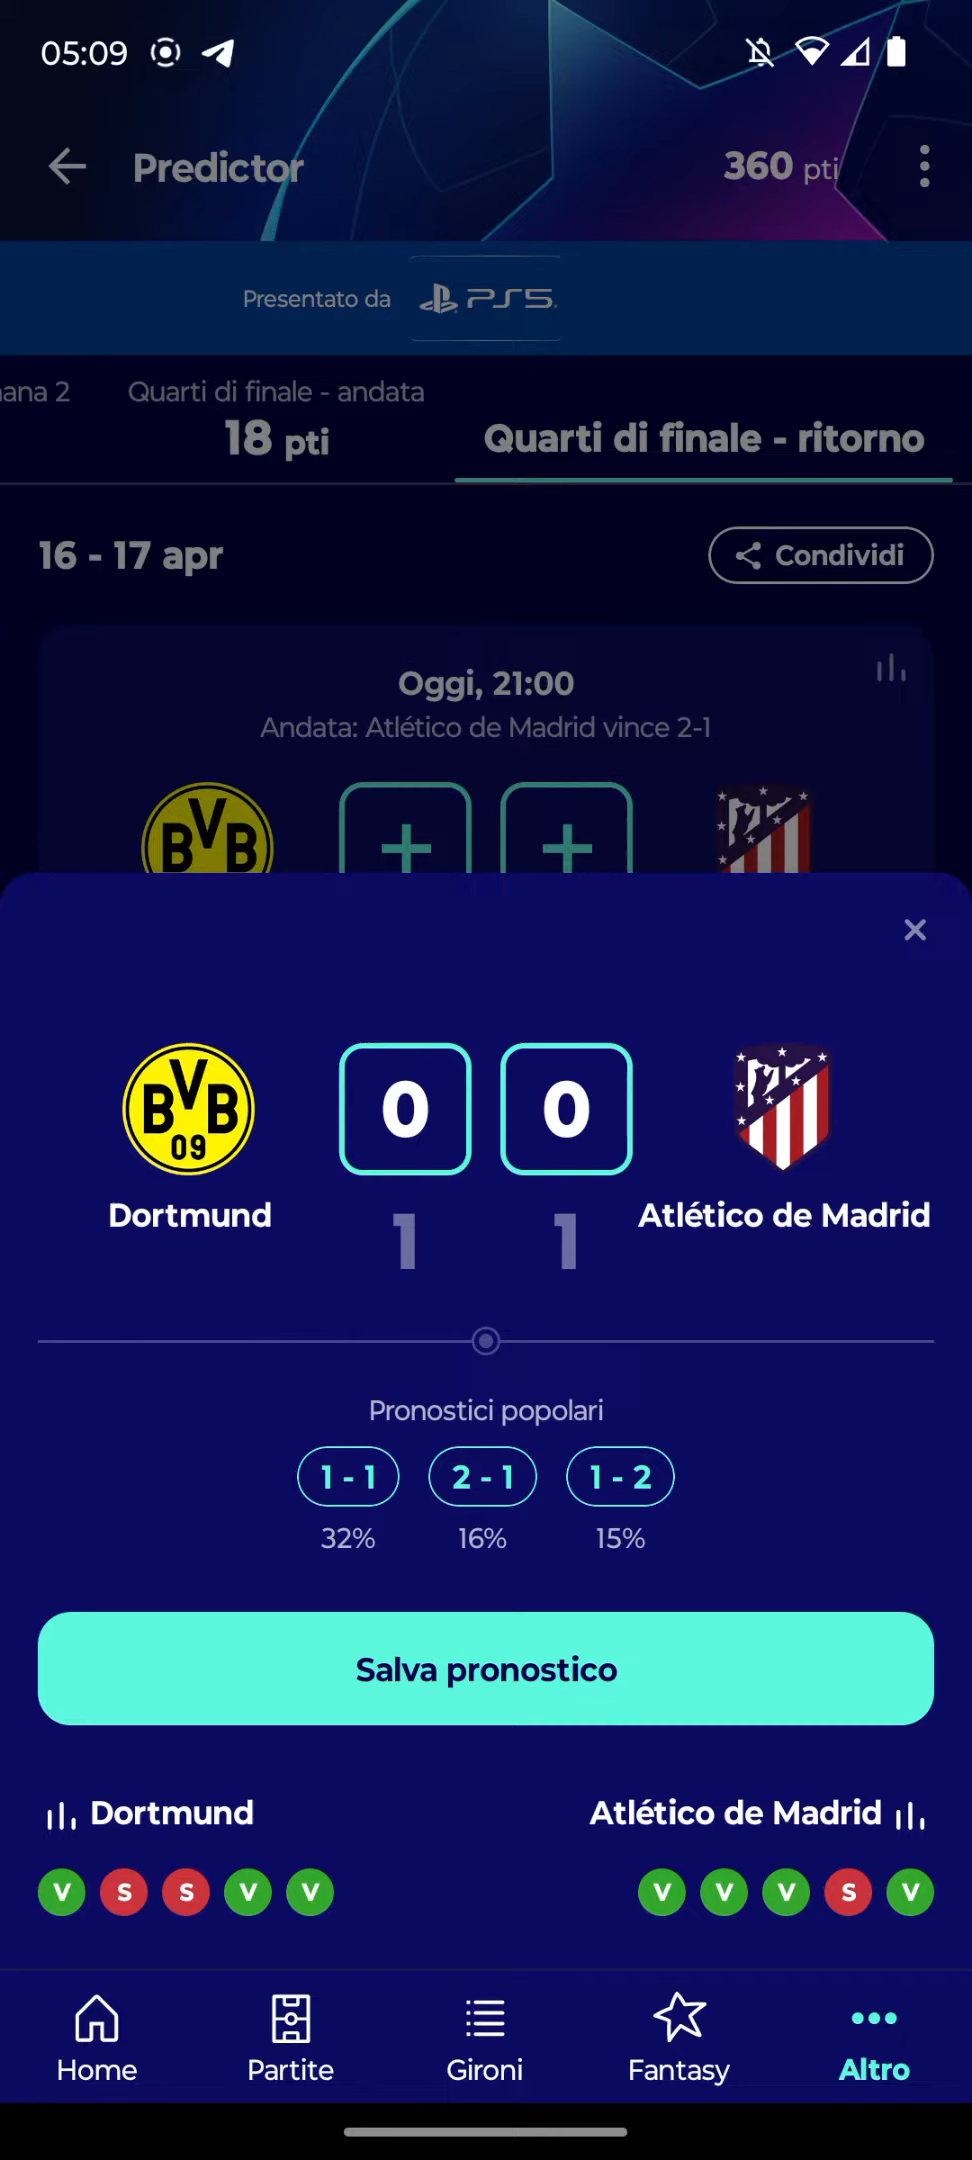 05:09
Predictor
360 pti
Presentato da PS5
ana 2
Quarti di finale - andata
18 pti
Quarti di finale - ritorno
16 - 17 apr
Condividi
Oggi, 21:00
Andata: Atlético de Madrid vince 2-1
BVB
BVB
09
0 0
Dortmund
Atlético de Madrid
1 1
Pronostici popolari
1 - 1 2 - 1 1 - 2
32% 16% 15%
Salva pronostico
Dortmund
Atlético de Madrid
V S S V V
V V V S V
Home Partite Gironi Fantasy Altro